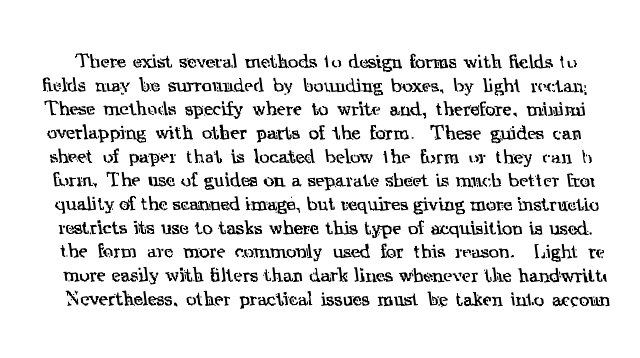 There exist several methods to design forms with fields to
fields may be surrounded by bounding boxes, by light rectan
These methods specify where to write and, therefore, minimi
overlapping with other parts of the form. These guides can
sheet of paper that is located below the form or they can b
form. The use of guides on a separate sheet is much better from
quality of the scanned image, but requires giving more instructio
restricts its use to tasks where this type of acquisition is used.
the form are more commonly used for this reason. Light re
more easily with filters than dark lines whenever the handwritte
Nevertheless, other practical issues must be taken into accoun